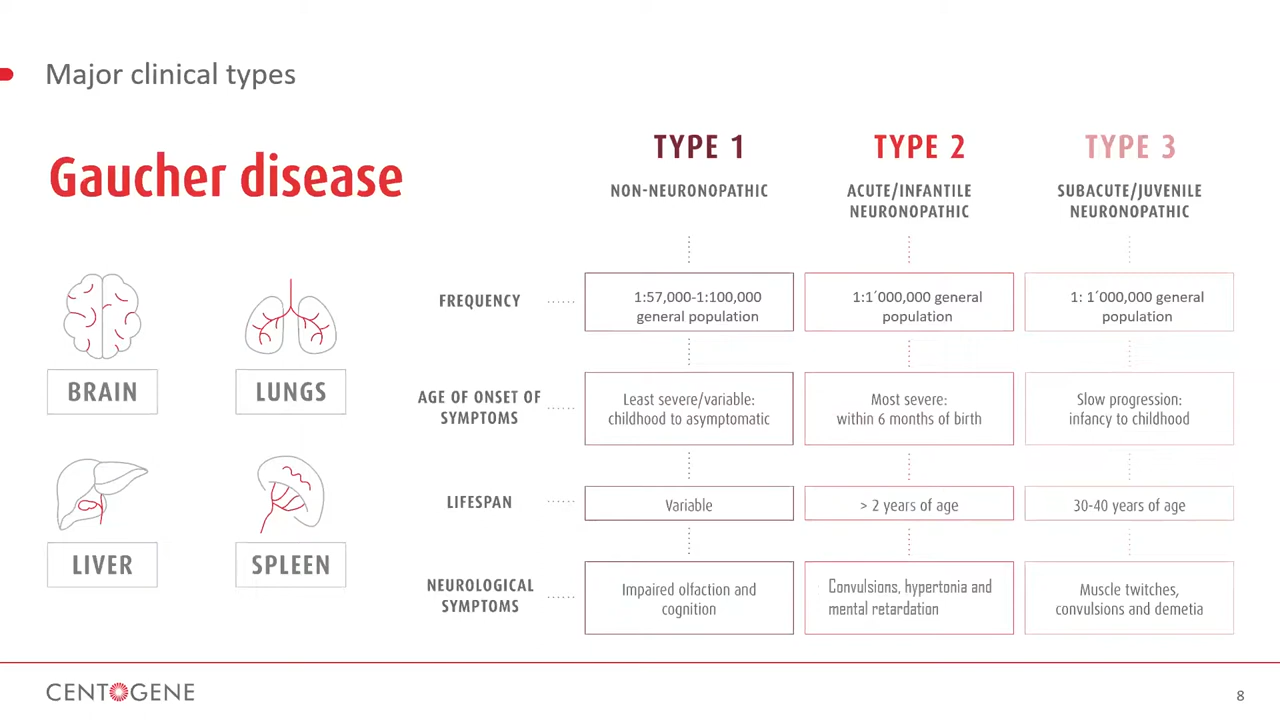 Major clinical types
Gaucher disease
BRAIN
LUNGS
LIVER
SPLEEN
TYPE 1
TYPE 2
TYPE 3
NON-NEURONOPATHIC
ACUTE/INFANTILE
NEURONOPATHIC
SUBACUTE/JUVENILE
NEURONOPATHIC
FREQUENCY
1:57,000-1:100,000
general population
1:1´000,000 general
population
1: 1´000,000 general
population
AGE OF ONSET OF
SYMPTOMS
Least severe/variable:
childhood to asymptomatic
Most severe:
within 6 months of birth
Slow progression:
infancy to childhood
LIFESPAN
Variable
> 2 years of age
30-40 years of age
NEUROLOGICAL
SYMPTOMS
Impaired olfaction and
cognition
Convulsions, hypertonia and
mental retardation
Muscle twitches,
convulsions and demetia
CENTOGENE
8